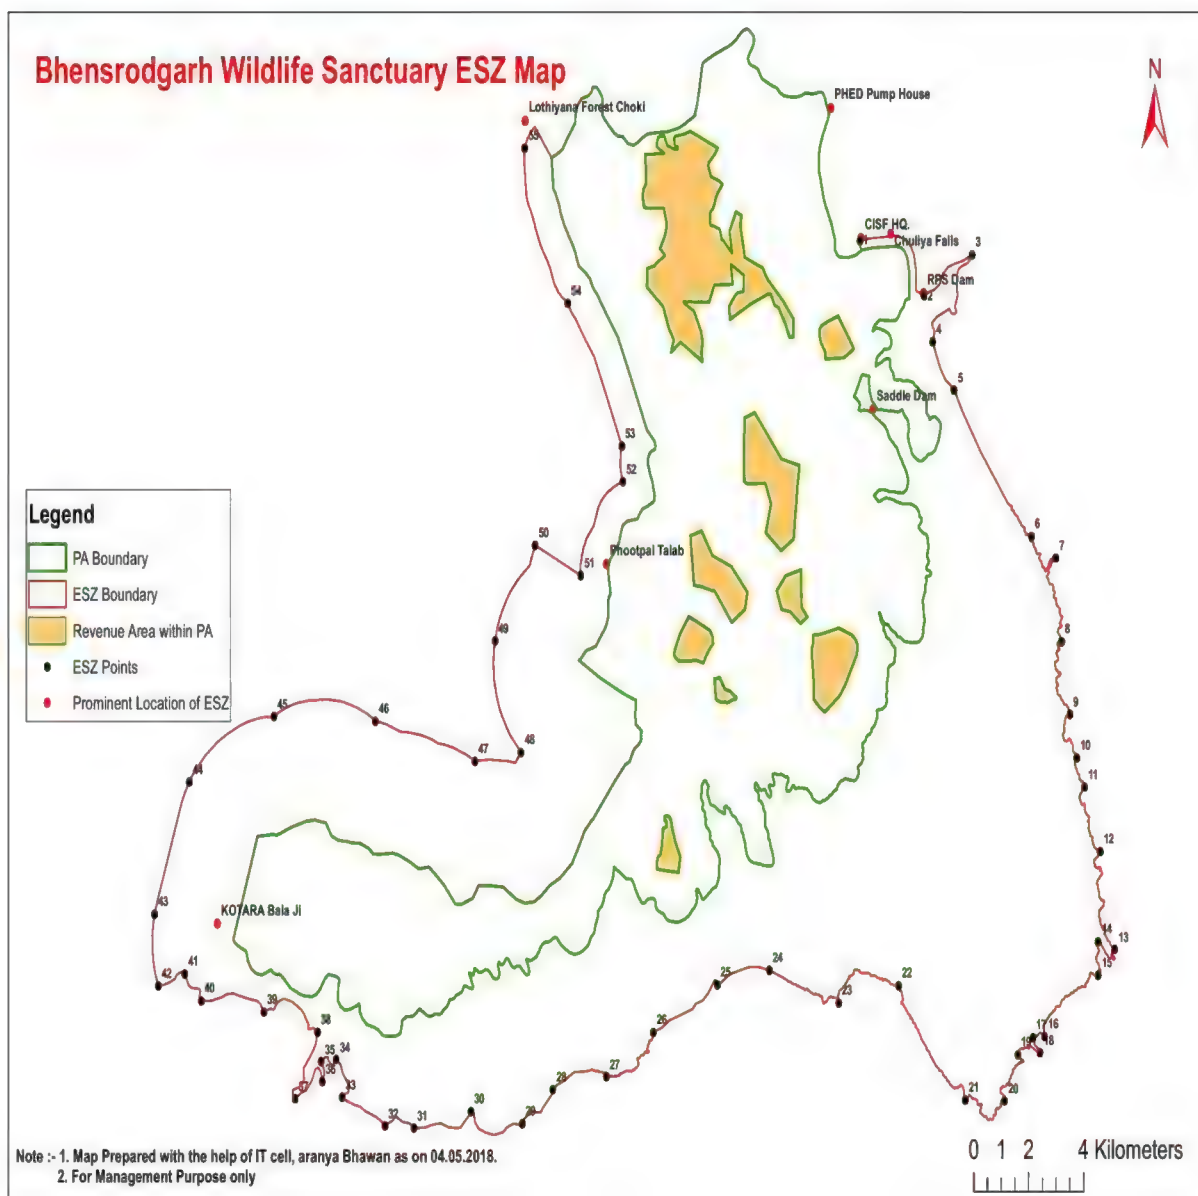 Bhensrodgarh Wildlife Sanctuary ESZ Map
N
Lothiyana Forest Choki
PHED Pump House
55
CISF HQ.
1
Chuliya Falls
3
RPS Dam
2
54
4
5
Saddle Dam
53
52
Legend
PA Boundary
ESZ Boundary
Revenue Area within PA
ESZ Points
Prominent Location of ESZ
50
51
Phootpal Talab
6
7
49
8
45
46
47
48
9
10
11
44
12
43
KOTARA Bala Ji
14
13
15
42
41
40
39
38
25
24
23
22
26
17
16
19
18
35
34
36
37
33
27
28
21
20
30
29
32
31
Note :- 1. Map Prepared with the help of IT cell, aranya Bhawan as on 04.05.2018.
2. For Management Purpose only
0 1 2 4 Kilometers